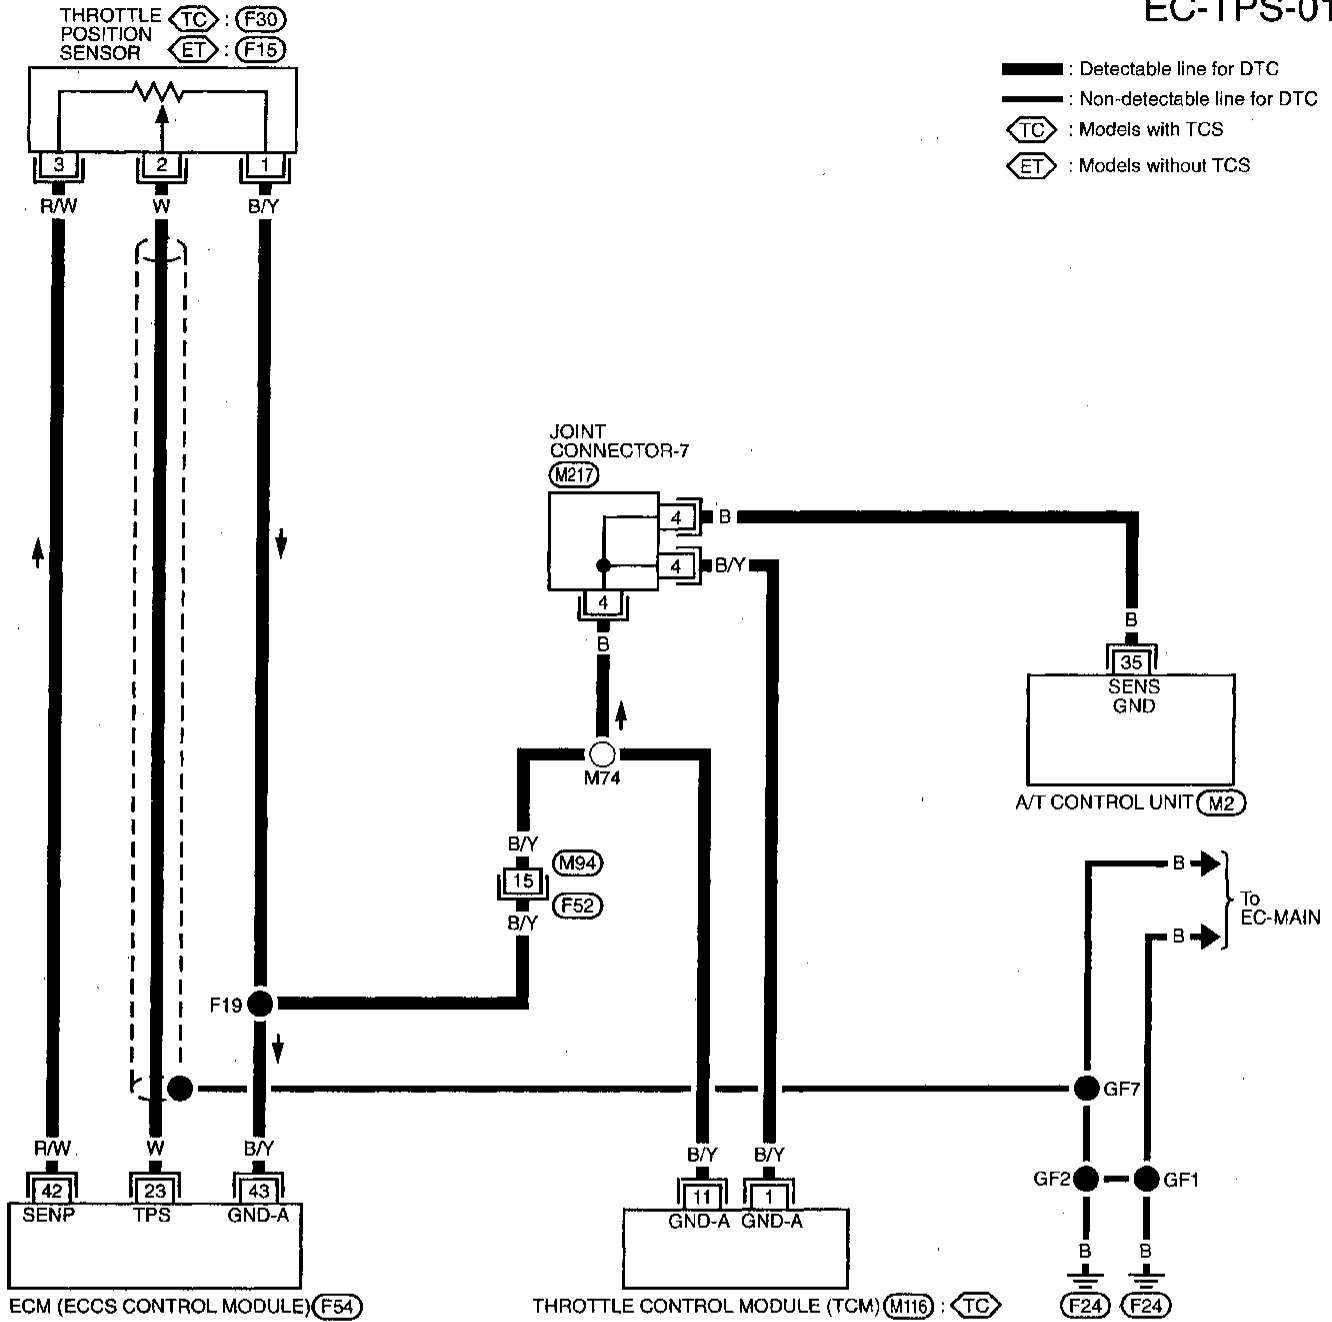 EC-TPS-01
THROTTLE POSITION SENSOR
TC : F30
ET : F15
: Detectable line for DTC
: Non-detectable line for DTC
TC : Models with TCS
ET : Models without TCS
3 2 1
R/W W B/Y
JOINT CONNECTOR-7
M217
4 B
4 B/Y
4
B
B
35
SENS GND
M74
A/T CONTROL UNIT M2
B/Y
M94
15
F52
B/Y
B
To EC-MAIN
B
F19
GF7
R/W W B/Y
B/Y B/Y
GF2 GF1
42 23 43
11 1
SENP TPS GND-A
GND-A GND-A
B B
ECM (ECCS CONTROL MODULE) F54
THROTTLE CONTROL MODULE (TCM) M116 : TC
F24 F24